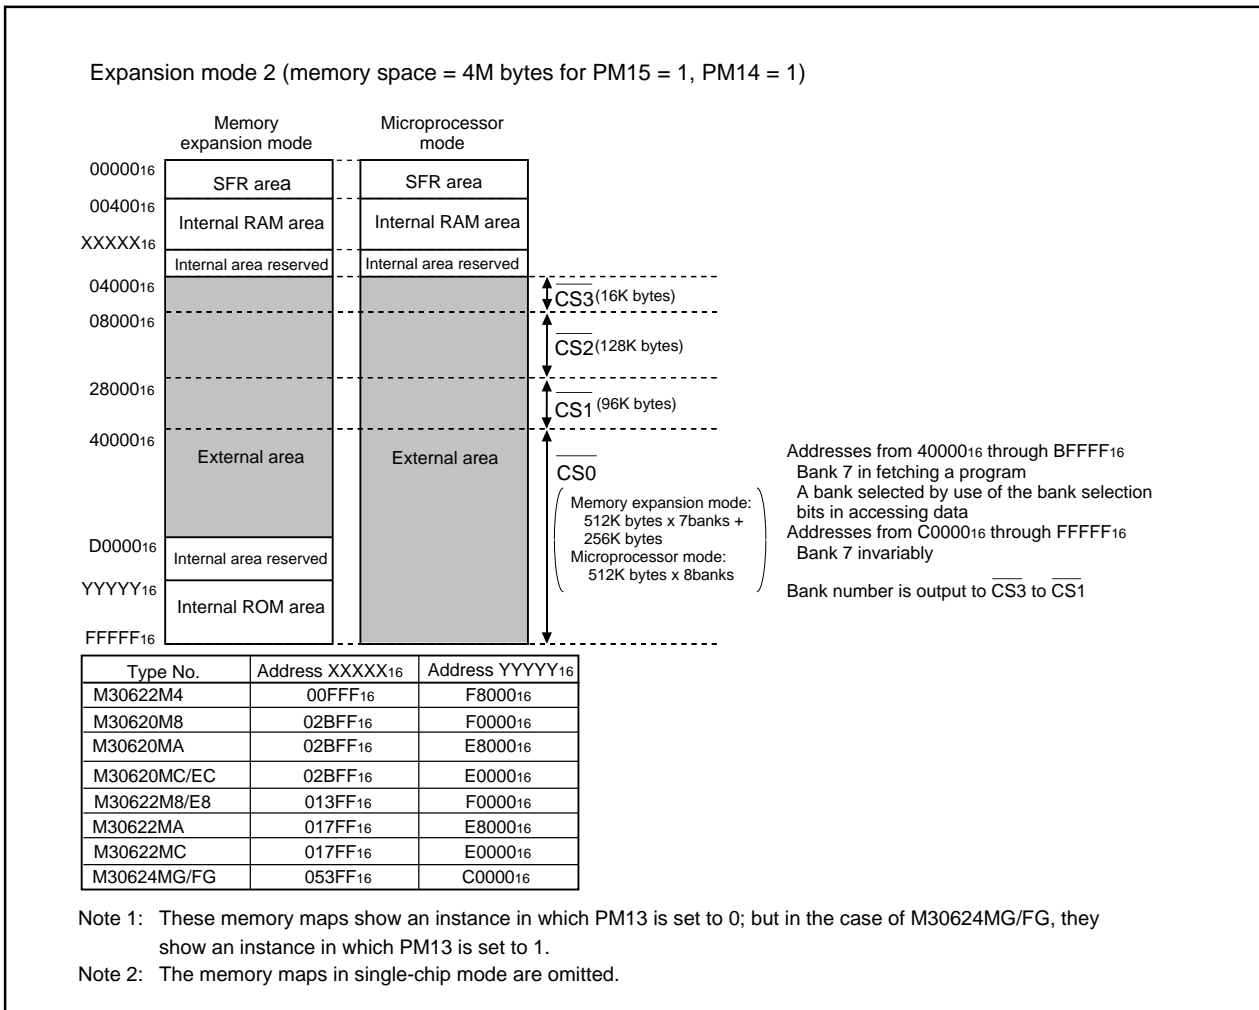 Expansion mode 2 (memory space = 4M bytes for PM15 = 1, PM14 = 1)
Memory expansion mode
Microprocessor mode
0000016
SFR area
SFR area
0040016
Internal RAM area
Internal RAM area
XXXXX16
Internal area reserved
Internal area reserved
0400016
CS3 (16K bytes)
0800016
CS2 (128K bytes)
2800016
CS1 (96K bytes)
4000016
External area
External area
CS0
Memory expansion mode:
512K bytes x 7banks +
256K bytes
Microprocessor mode:
512K bytes x 8banks
Addresses from 4000016 through BFFFF16
Bank 7 in fetching a program
A bank selected by use of the bank selection
bits in accessing data
Addresses from C000016 through FFFFF16
Bank 7 invariably
Bank number is output to CS3 to CS1
D000016
Internal area reserved
YYYYY16
Internal ROM area
FFFFF16
Type No. Address XXXXX16 Address YYYYY16
M30622M4 00FFF16 F800016
M30620M8 02BFF16 F000016
M30620MA 02BFF16 E800016
M30620MC/EC 02BFF16 E000016
M30622M8/E8 013FF16 F000016
M30622MA 017FF16 E800016
M30622MC 017FF16 E000016
M30624MG/FG 053FF16 C000016
Note 1: These memory maps show an instance in which PM13 is set to 0; but in the case of M30624MG/FG, they
show an instance in which PM13 is set to 1.
Note 2: The memory maps in single-chip mode are omitted.